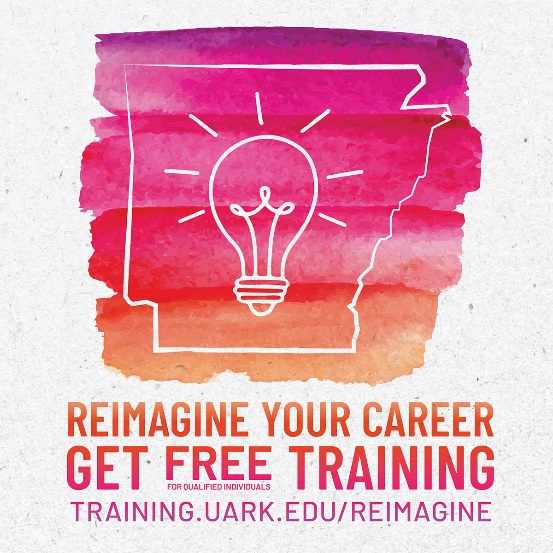 REIMAGINE YOUR CAREER
GET FREE TRAINING
FOR QUALIFIED INDIVIDUALS
TRAINING.UARK.EDU/REIMAGINE